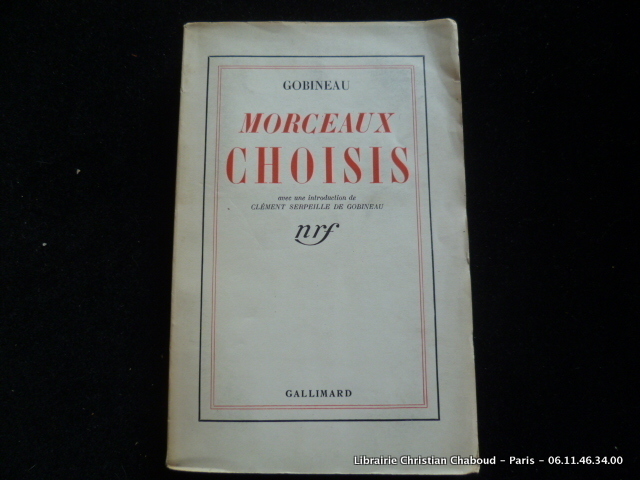 GOBINEAU
MORCEAUX
CHOISIS
avec une introduction de
CLÉMENT SERPEILLE DE GOBINEAU
nrf
GALLIMARD
Librairie Christian Chaboud - Paris - 06.11.46.34.00